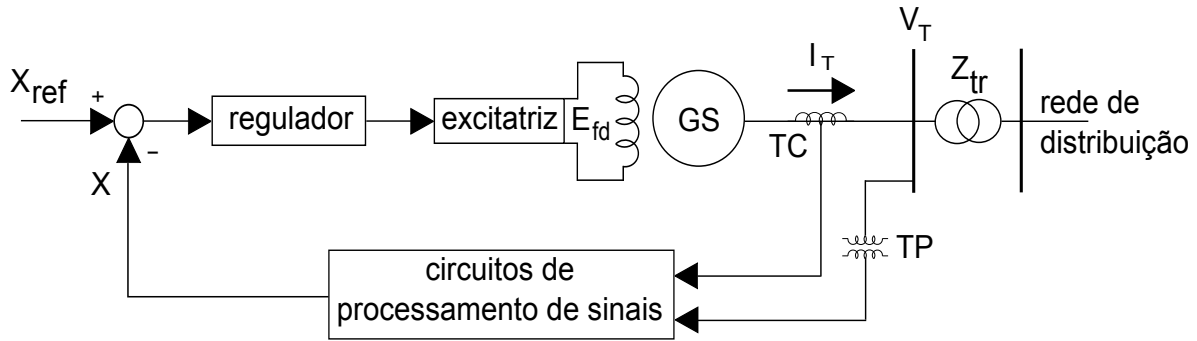 X_ref
+
−
X
regulador
excitatriz
E_fd
GS
I_T
TC
V_T
Z_tr
rede de
distribuição
TP
circuitos de
processamento de sinais